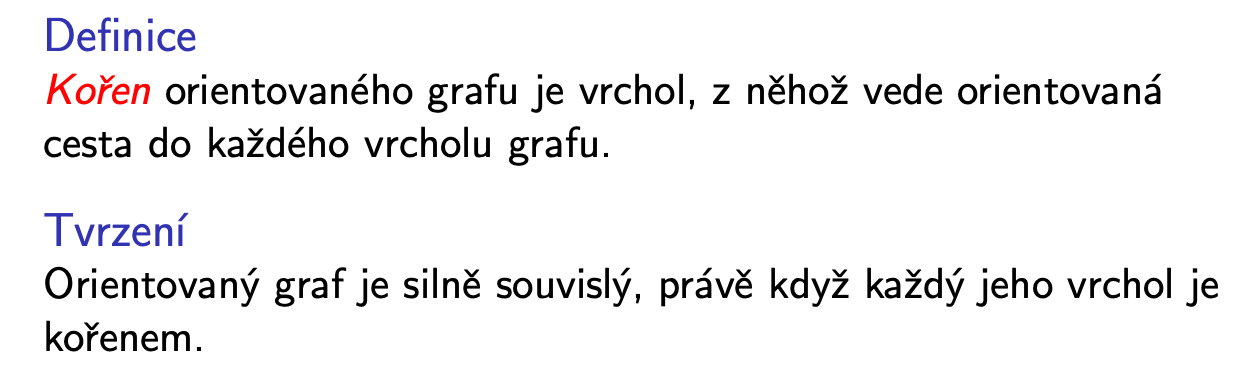 Definice
Kořen orientovaného grafu je vrchol, z něhož vede orientovaná
cesta do každého vrcholu grafu.
Tvrzení
Orientovaný graf je silně souvislý, právě když každý jeho vrchol je
kořenem.